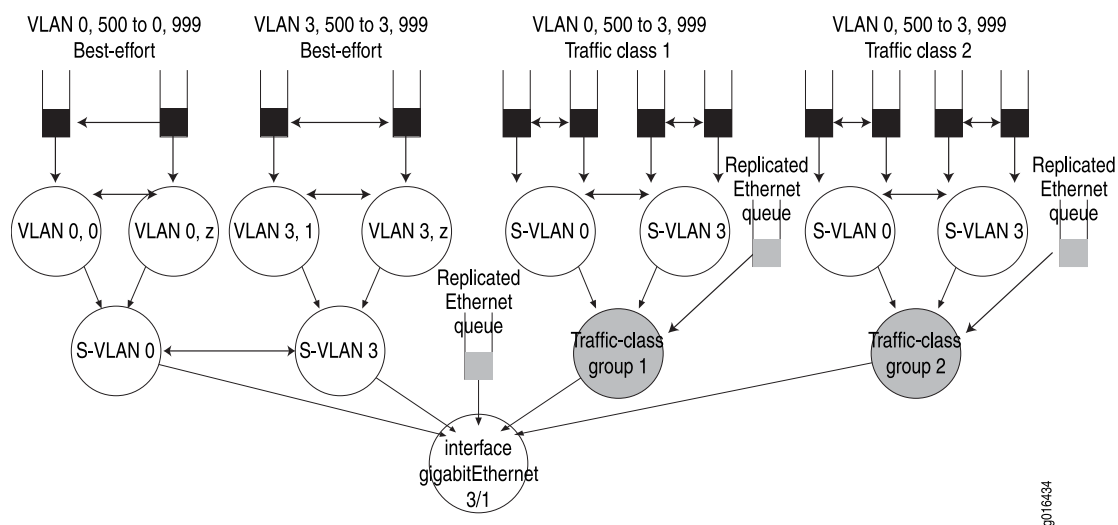 VLAN 0, 500 to 0, 999
Best-effort
VLAN 3, 500 to 3, 999
Best-effort
VLAN 0, 500 to 3, 999
Traffic class 1
VLAN 0, 500 to 3, 999
Traffic class 2
Replicated
Ethernet
queue
Replicated
Ethernet
queue
VLAN 0, 0
VLAN 0, z
VLAN 3, 1
VLAN 3, z
S-VLAN 0
S-VLAN 3
S-VLAN 0
S-VLAN 3
Replicated
Ethernet
queue
S-VLAN 0
S-VLAN 3
Traffic-class
group 1
Traffic-class
group 2
interface
gigabitEthernet
3/1
g016434